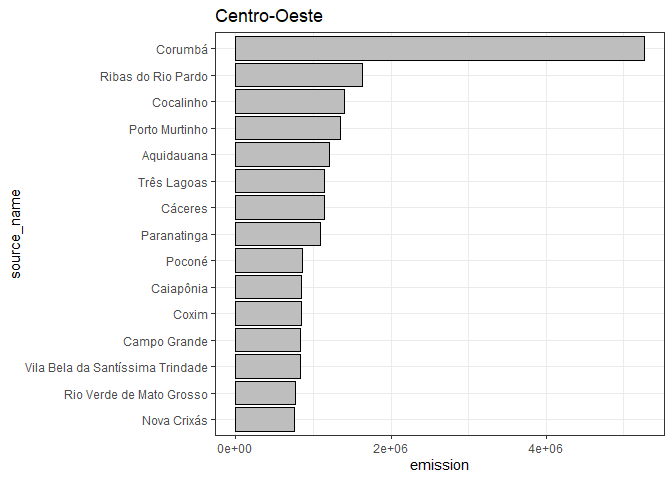 Centro-Oeste
source_name
Corumbá
Ribas do Rio Pardo
Cocalinho
Porto Murtinho
Aquidauana
Três Lagoas
Cáceres
Paranatinga
Poconé
Caiapônia
Coxim
Campo Grande
Vila Bela da Santíssima Trindade
Rio Verde de Mato Grosso
Nova Crixás
0e+00 2e+06 4e+06
emission